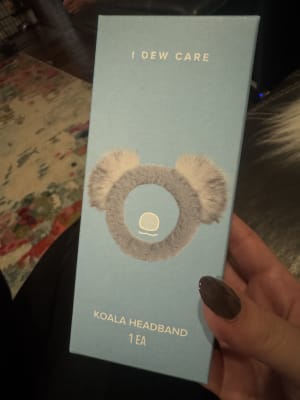 I DEW CARE
KOALA HEADBAND
1 EA